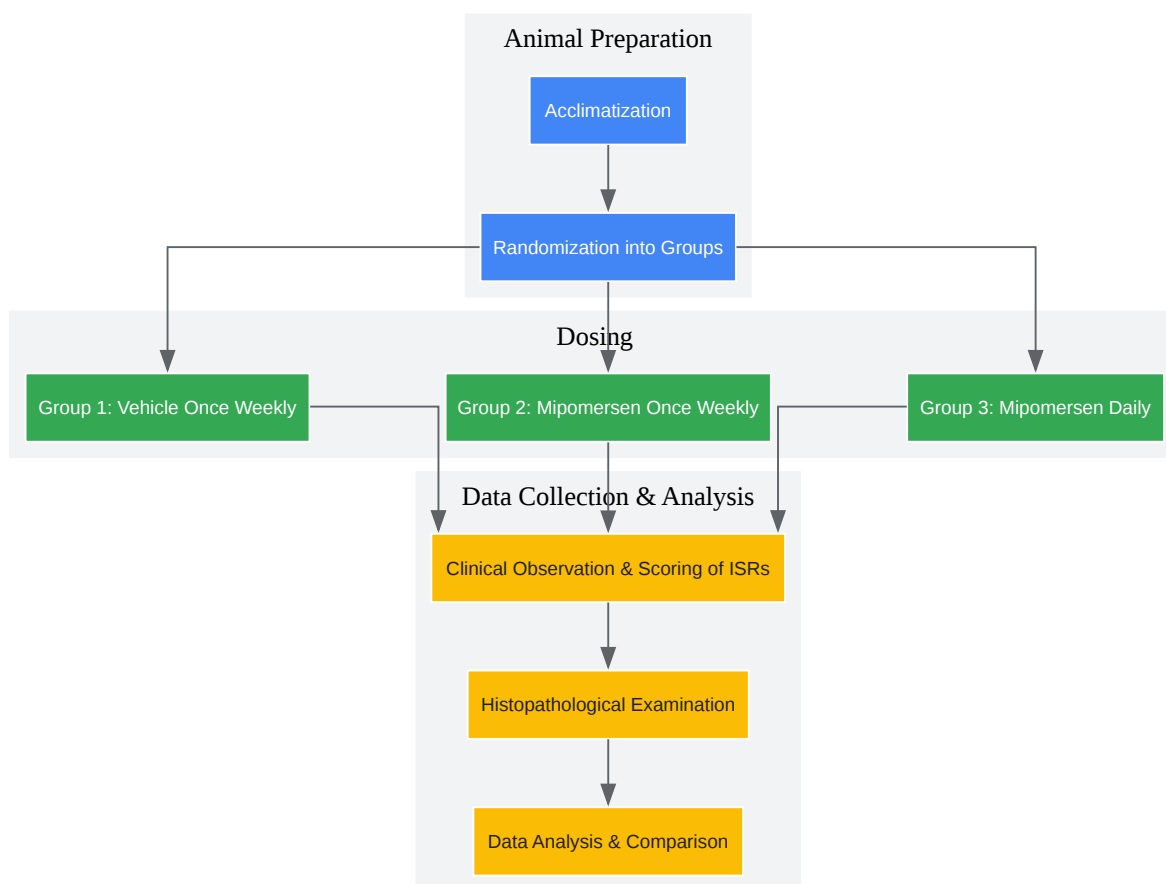 Animal Preparation
Acclimatization
Randomization into Groups
Dosing
Group 1: Vehicle Once Weekly
Group 2: Mipomersen Once Weekly
Group 3: Mipomersen Daily
Data Collection & Analysis
Clinical Observation & Scoring of ISRs
Histopathological Examination
Data Analysis & Comparison